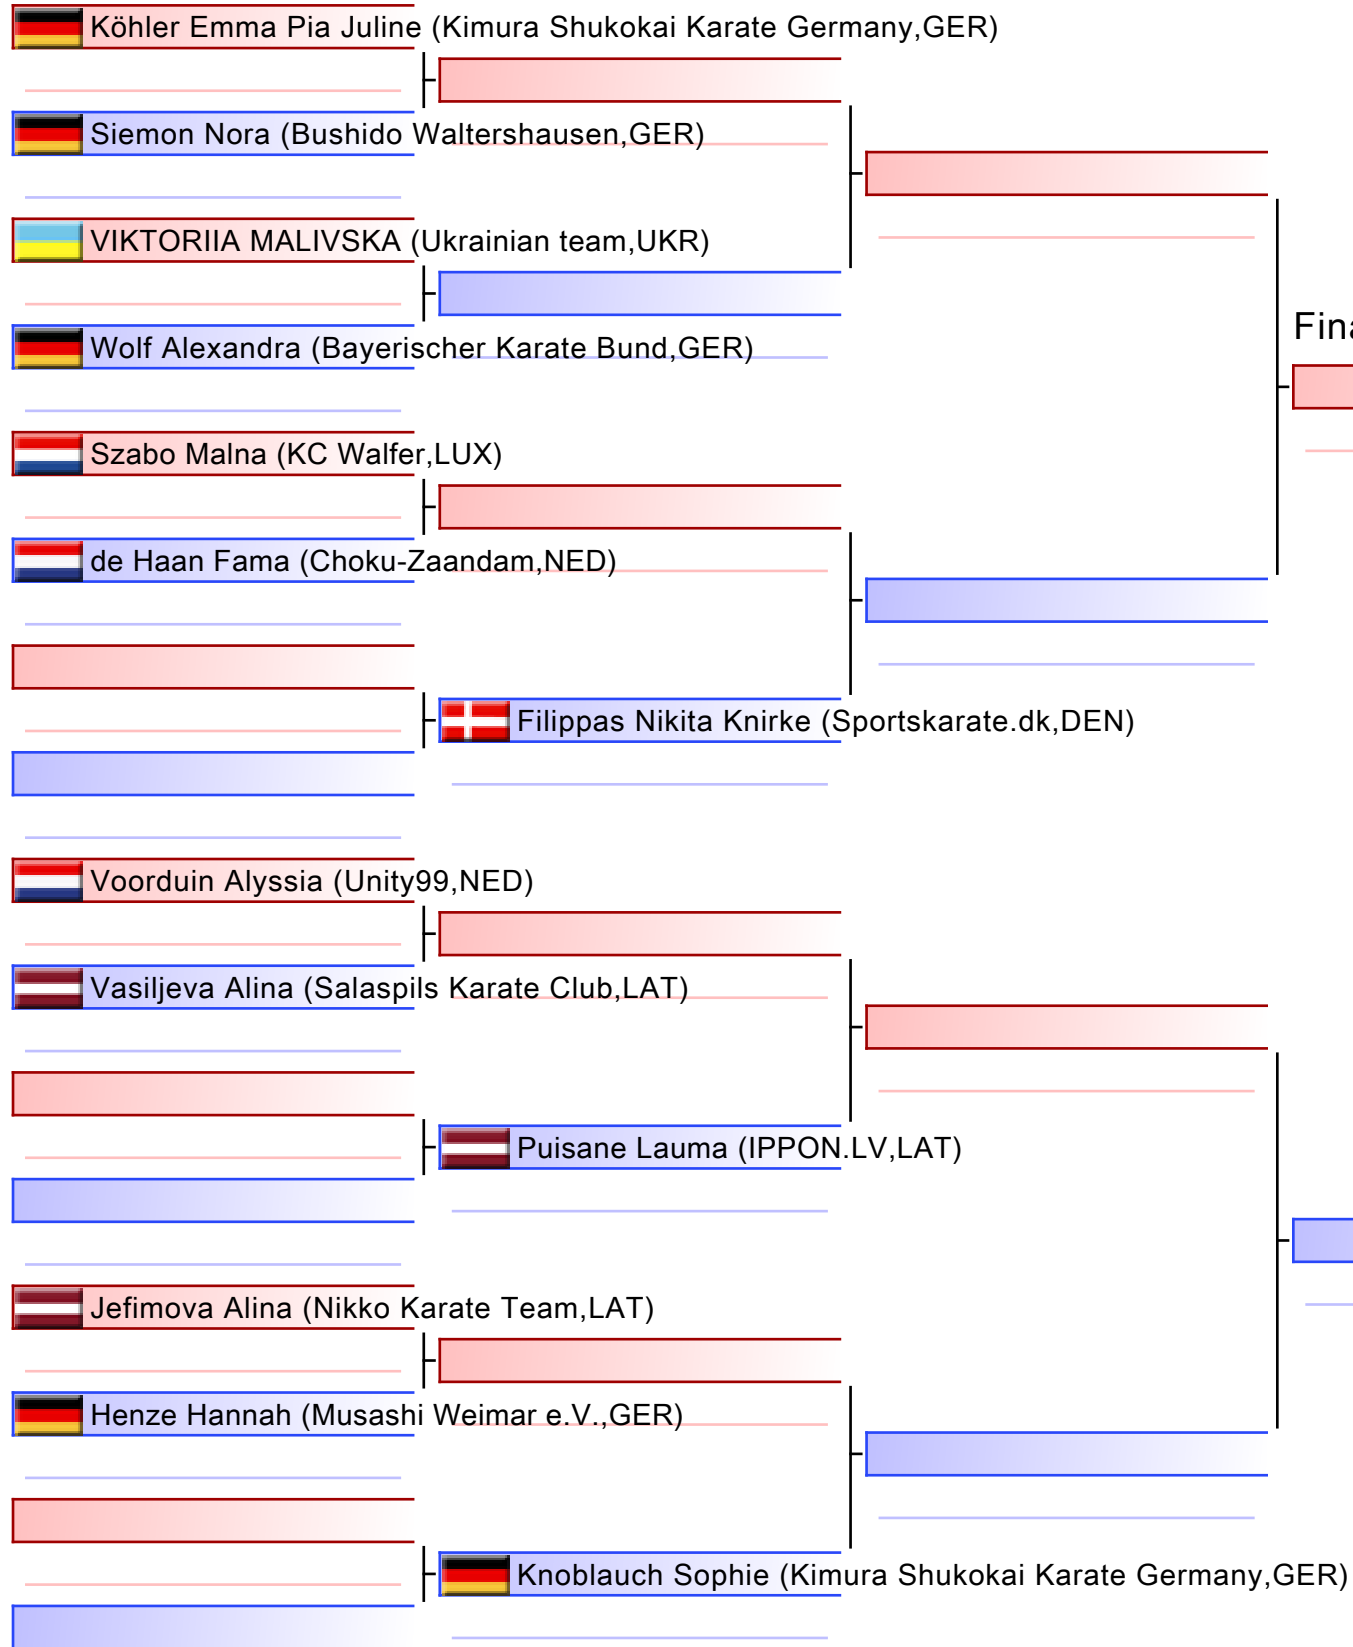 Köhler Emma Pia Juline (Kimura Shukokai Karate Germany,GER)
Siemon Nora (Bushido Waltershausen,GER)
VIKTORIIA MALIVSKA (Ukrainian team,UKR)
Wolf Alexandra (Bayerischer Karate Bund,GER)
Fina
Szabo Malna (KC Walfer,LUX)
de Haan Fama (Choku-Zaandam,NED)
Filippas Nikita Knirke (Sportskarate.dk,DEN)
Voorduin Alyssia (Unity99,NED)
Vasiljeva Alina (Salaspils Karate Club,LAT)
Puisane Lauma (IPPON.LV,LAT)
Jefimova Alina (Nikko Karate Team,LAT)
Henze Hannah (Musashi Weimar e.V.,GER)
Knoblauch Sophie (Kimura Shukokai Karate Germany,GER)